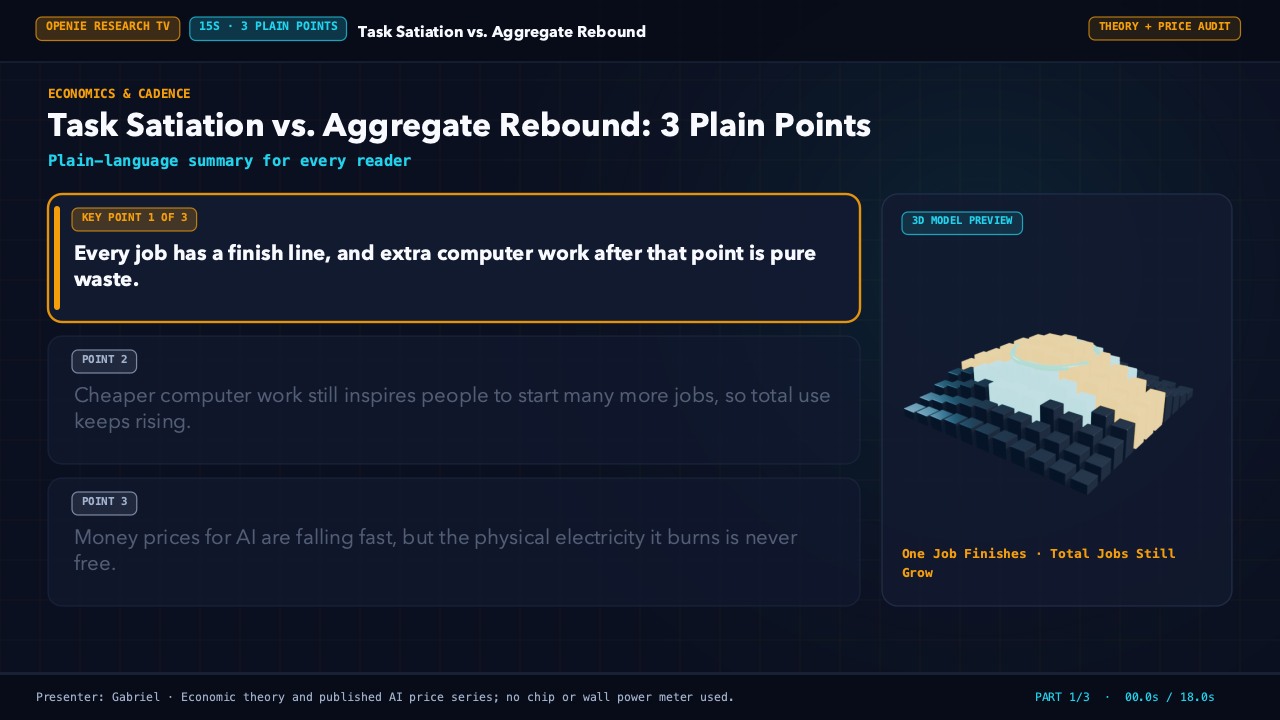 OPENIE RESEARCH TV
15S · 3 PLAIN POINTS
Task Satiation vs. Aggregate Rebound
THEORY + PRICE AUDIT
ECONOMICS & CADENCE
Task Satiation vs. Aggregate Rebound: 3 Plain Points
Plain-language summary for every reader
KEY POINT 1 OF 3
Every job has a finish line, and extra computer work after that point is pure
waste.
POINT 2
Cheaper computer work still inspires people to start many more jobs, so total use
keeps rising.
POINT 3
Money prices for AI are falling fast, but the physical electricity it burns is never
free.
3D MODEL PREVIEW
One Job Finishes · Total Jobs Still
Grow
Presenter: Gabriel · Economic theory and published AI price series; no chip or wall power meter used.
PART 1/3 · 00.0s / 18.0s